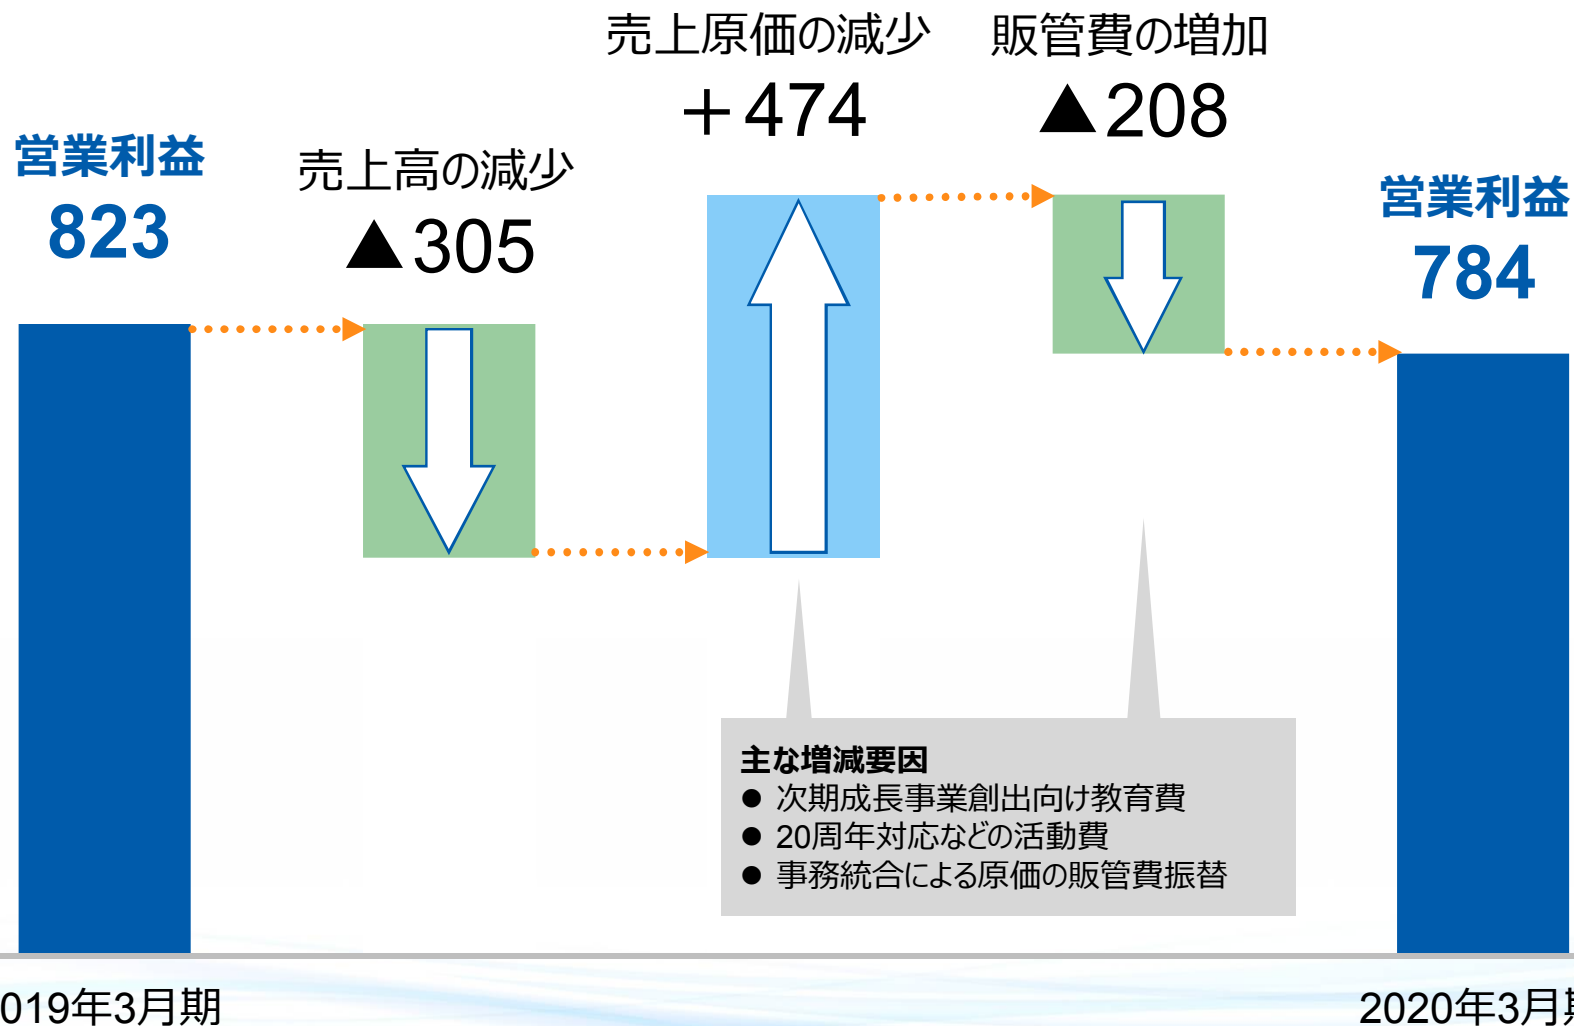 営業利益
823
売上高の減少
▲305
売上原価の減少
＋474
販管費の増加
▲208
営業利益
784
主な増減要因
● 次期成長事業創出向け教育費
● 20周年対応などの活動費
● 事務統合による原価の販管費振替
019年3月期
2020年3月期